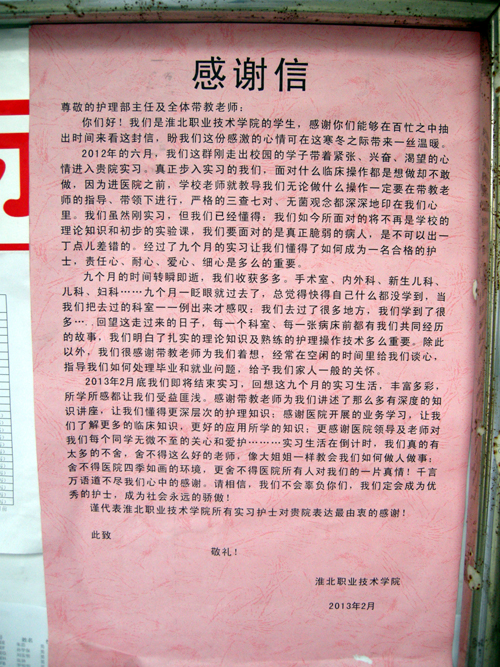 感谢信
尊敬的护理部主任及全体带教老师：
你们好！我们是淮北职业技术学院的学生，感谢你们能够在百忙之中抽
出时间来看这封信，盼我们这份感激的心情可在这寒冬之际带来一丝温暖。
2012年的六月，我们这群刚走出校园的学子带着紧张、兴奋、渴望的心
情进入贵院实习。真正步入实习的我们，面对什么临床操作都是想做却不敢
做，因为进医院之前，学校老师就教导我们无论做什么操作一定要在带教老
师的指导、带领下进行，严格的三查七对、无菌观念都深深地印在我们心
里。我们虽然刚实习，但我们已经懂得：我们如今所面对的将不再是学校的
理论知识和初步的实验课，我们要面对的是真正脆弱的病人，是不可以出一
丁点儿差错的。经过了九个月的实习让我们懂得了如何成为一名合格的护
士，责任心、耐心、爱心、细心是多么的重要。
九个月的时间转瞬即逝，我们收获多多。手术室、内外科、新生儿科、
儿科、妇科……九个月一眨眼就过去了，总觉得快得自己什么都没学到，当
我们把去过的科室一一例出来才感叹：我们去了很多地方，我们学到了很
多…．回望这走过来的日子，每一个科室、每一张病床前都有我们共同经历
的故事，我们明白了扎实的理论知识及熟练的护理操作技术多么重要。除此
以外，我们很感谢带教老师为我们着想，经常在空闲的时间里给我们谈心，
指导我们如何处理毕业和就业问题，给予我们家人一般的关怀。
2013年2月底我们即将结束实习，回想这九个月的实习生活，丰富多彩，
所学所感都让我们受益匪浅。感谢带教老师为我们讲述了那么多有深度的知
识讲座，让我们懂得更深层次的护理知识；感谢医院开展的业务学习，让我
们了解更多的临床知识，更好的应用所学的知识；更感谢医院领导及老师对
我们每个同学无微不至的关心和爱护………实习生活在倒计时，我们真的有
太多的不舍，舍不得这么好的老师，像大姐姐一样教会我们如何做人做事；
舍不得医院四季如画的环境，更舍不得医院所有人对我们的一片真情！千言
万语道不尽我们心中的感谢。请相信，我们不会辜负你们，我们定会成为优
秀的护士，成为社会永远的骄傲！
谨代表淮北职业技术学院所有实习护士对贵院表达最由衷的感谢！
此致
敬礼！
淮北职业技术学院
2013年2月